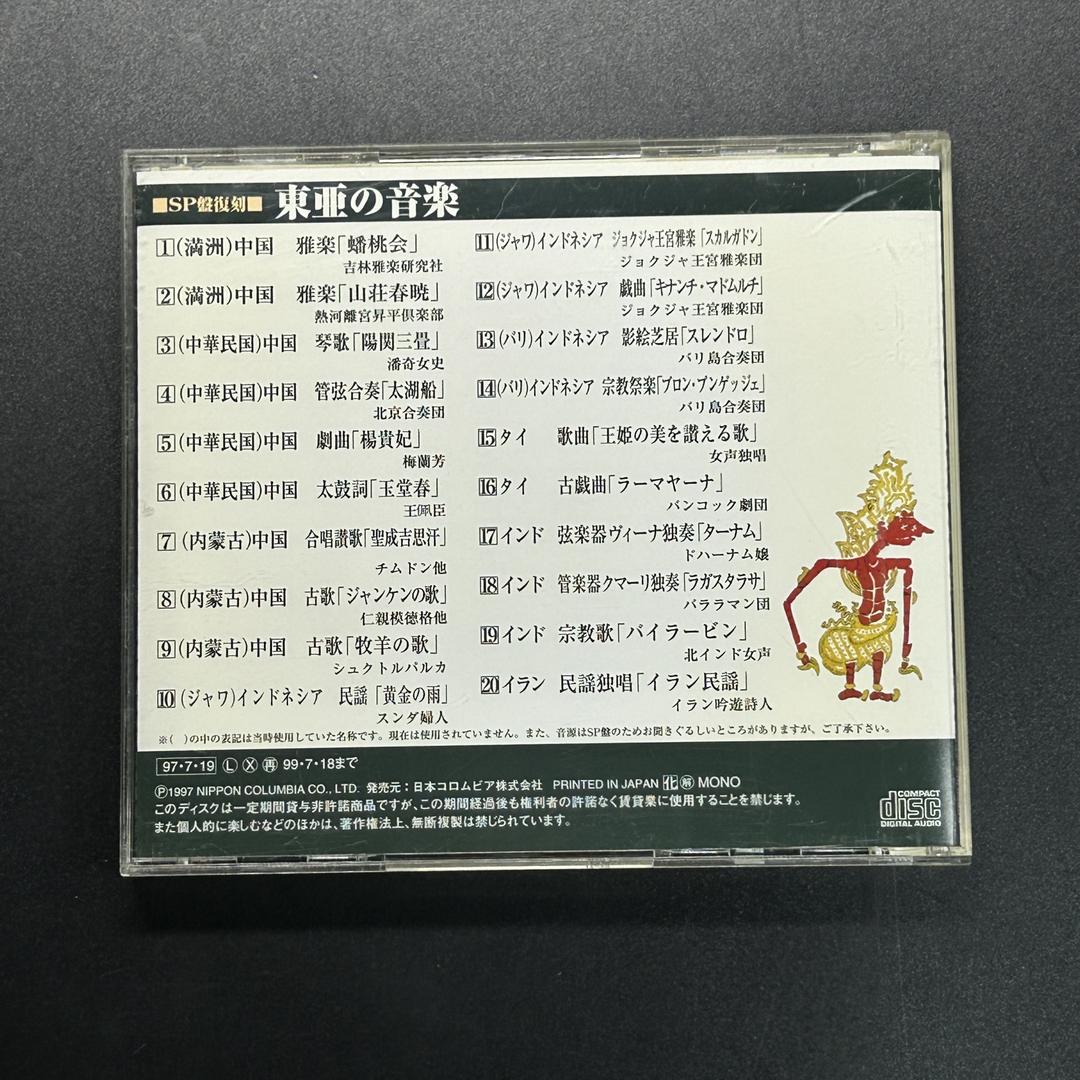 ■SP盤復刻■ 東亜の音楽
1 (満洲)中国 雅楽「蟠桃会」
吉林雅楽研究社
2 (満洲)中国 雅楽「山荘春暁」
熱河離宮昇平倶楽部
3 (中華民国)中国 琴歌「陽関三畳」
潘奇女史
4 (中華民国)中国 管弦合奏「太湖船」
北京合奏団
5 (中華民国)中国 劇曲「楊貴妃」
梅蘭芳
6 (中華民国)中国 太鼓詞「玉堂春」
王佩臣
7 (内蒙古)中国 合唱讃歌「聖成吉思汗」
チムドン他
8 (内蒙古)中国 古歌「ジャンケンの歌」
仁親模徳格他
9 (内蒙古)中国 古歌「牧羊の歌」
シュクトルパルカ
10 (ジャワ)インドネシア 民謡「黄金の雨」
スンダ婦人
11 (ジャワ)インドネシア ジョクジャ王宮雅楽「スカルガドン」
ジョクジャ王宮雅楽団
12 (ジャワ)インドネシア 戯曲「キナンチ・マドムルチ」
ジョクジャ王宮雅楽団
13 (バリ)インドネシア 影絵芝居「スレンドロ」
バリ島合奏団
14 (バリ)インドネシア 宗教祭楽「プロン・ブンゲッジェ」
バリ島合奏団
15 タイ 歌曲「王姫の美を讃える歌」
女声独唱
16 タイ 古戯曲「ラーマヤーナ」
バンコック劇団
17 インド 弦楽器ヴィーナ独奏「ターナム」
ドハーナム嬢
18 インド 管楽器クマーリ独奏「ラガスタラサ」
バララマン団
19 インド 宗教歌「バイラービン」
北インド女声
20 イラン 民謡独唱「イラン民謡」
イラン吟遊詩人
※( )の中の表記は当時使用していた名称です。現在は使用されていません。また、音源はSP盤のためお聞きぐるしいところがありますが、ご了承下さい。
97・7・19 Ⓛ Ⓧ ㊢ 99・7・18まで
Ⓟ1997 NIPPON COLUMBIA CO., LTD. 発売元：日本コロムビア株式会社 PRINTED IN JAPAN 化 解 MONO
このディスクは一定期間貸与非許諾商品ですが、この期間経過後も権利者の許諾なく賃貸業に使用することを禁じます。
また個人的に楽しむなどのほかは、著作権法上、無断複製は禁じられています。
COMPACT
disc
DIGITAL AUDIO